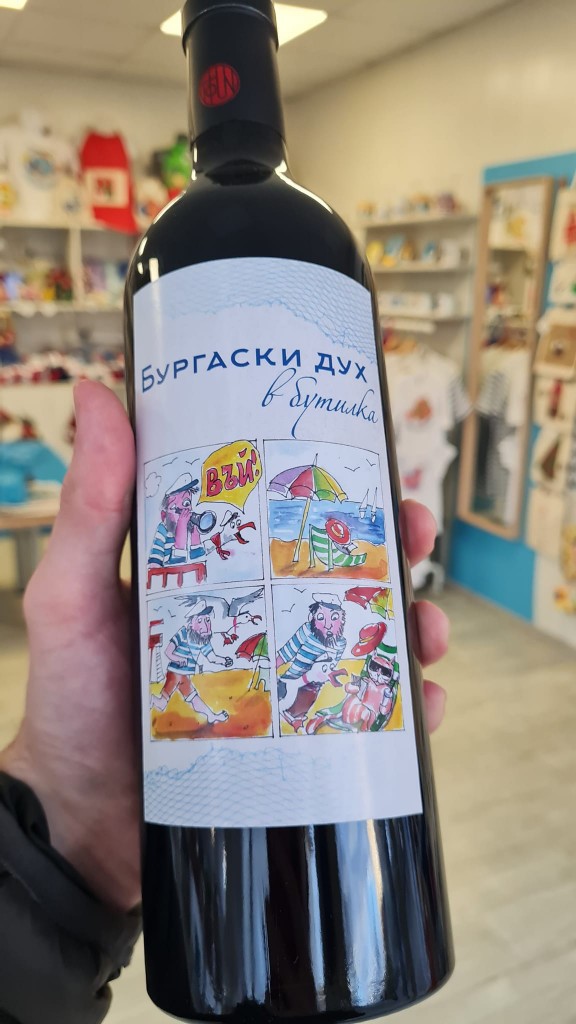 Бургаски дух
в бутилка
Въй!